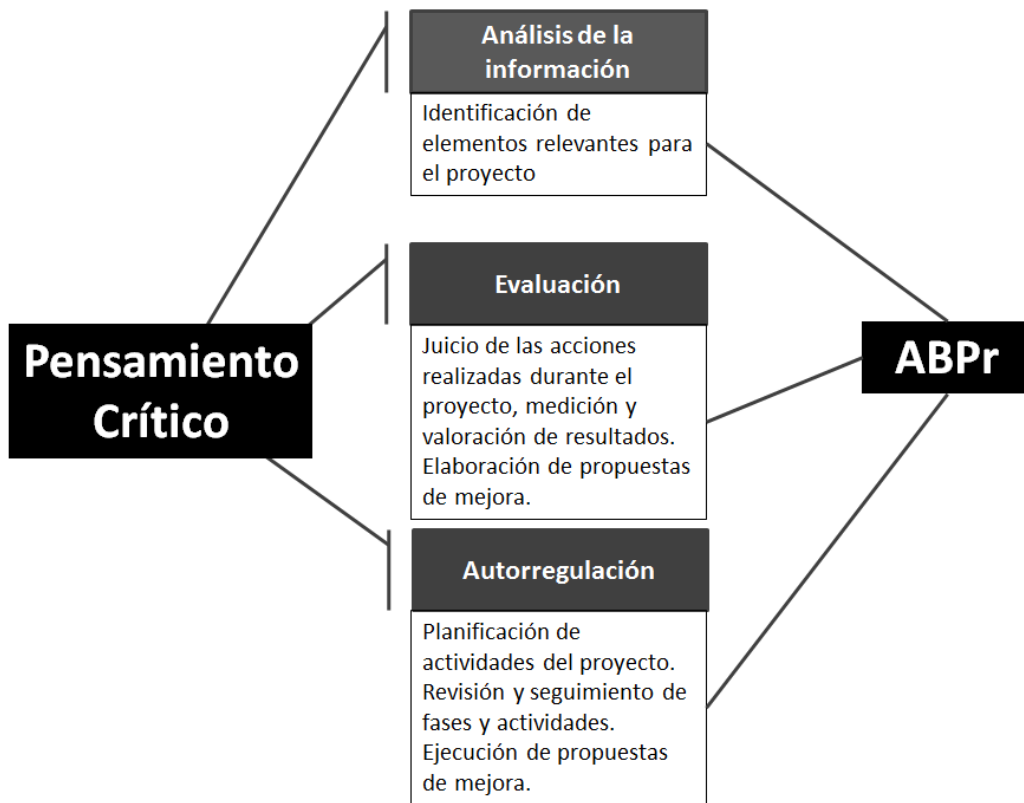 Análisis de la
información
Identificación de
elementos relevantes para
el proyecto
Evaluación
Juicio de las acciones
realizadas durante el
proyecto, medición y
valoración de resultados.
Elaboración de propuestas
de mejora.
Pensamiento
Crítico
ABPr
Autorregulación
Planificación de
actividades del proyecto.
Revisión y seguimiento de
fases y actividades.
Ejecución de propuestas
de mejora.